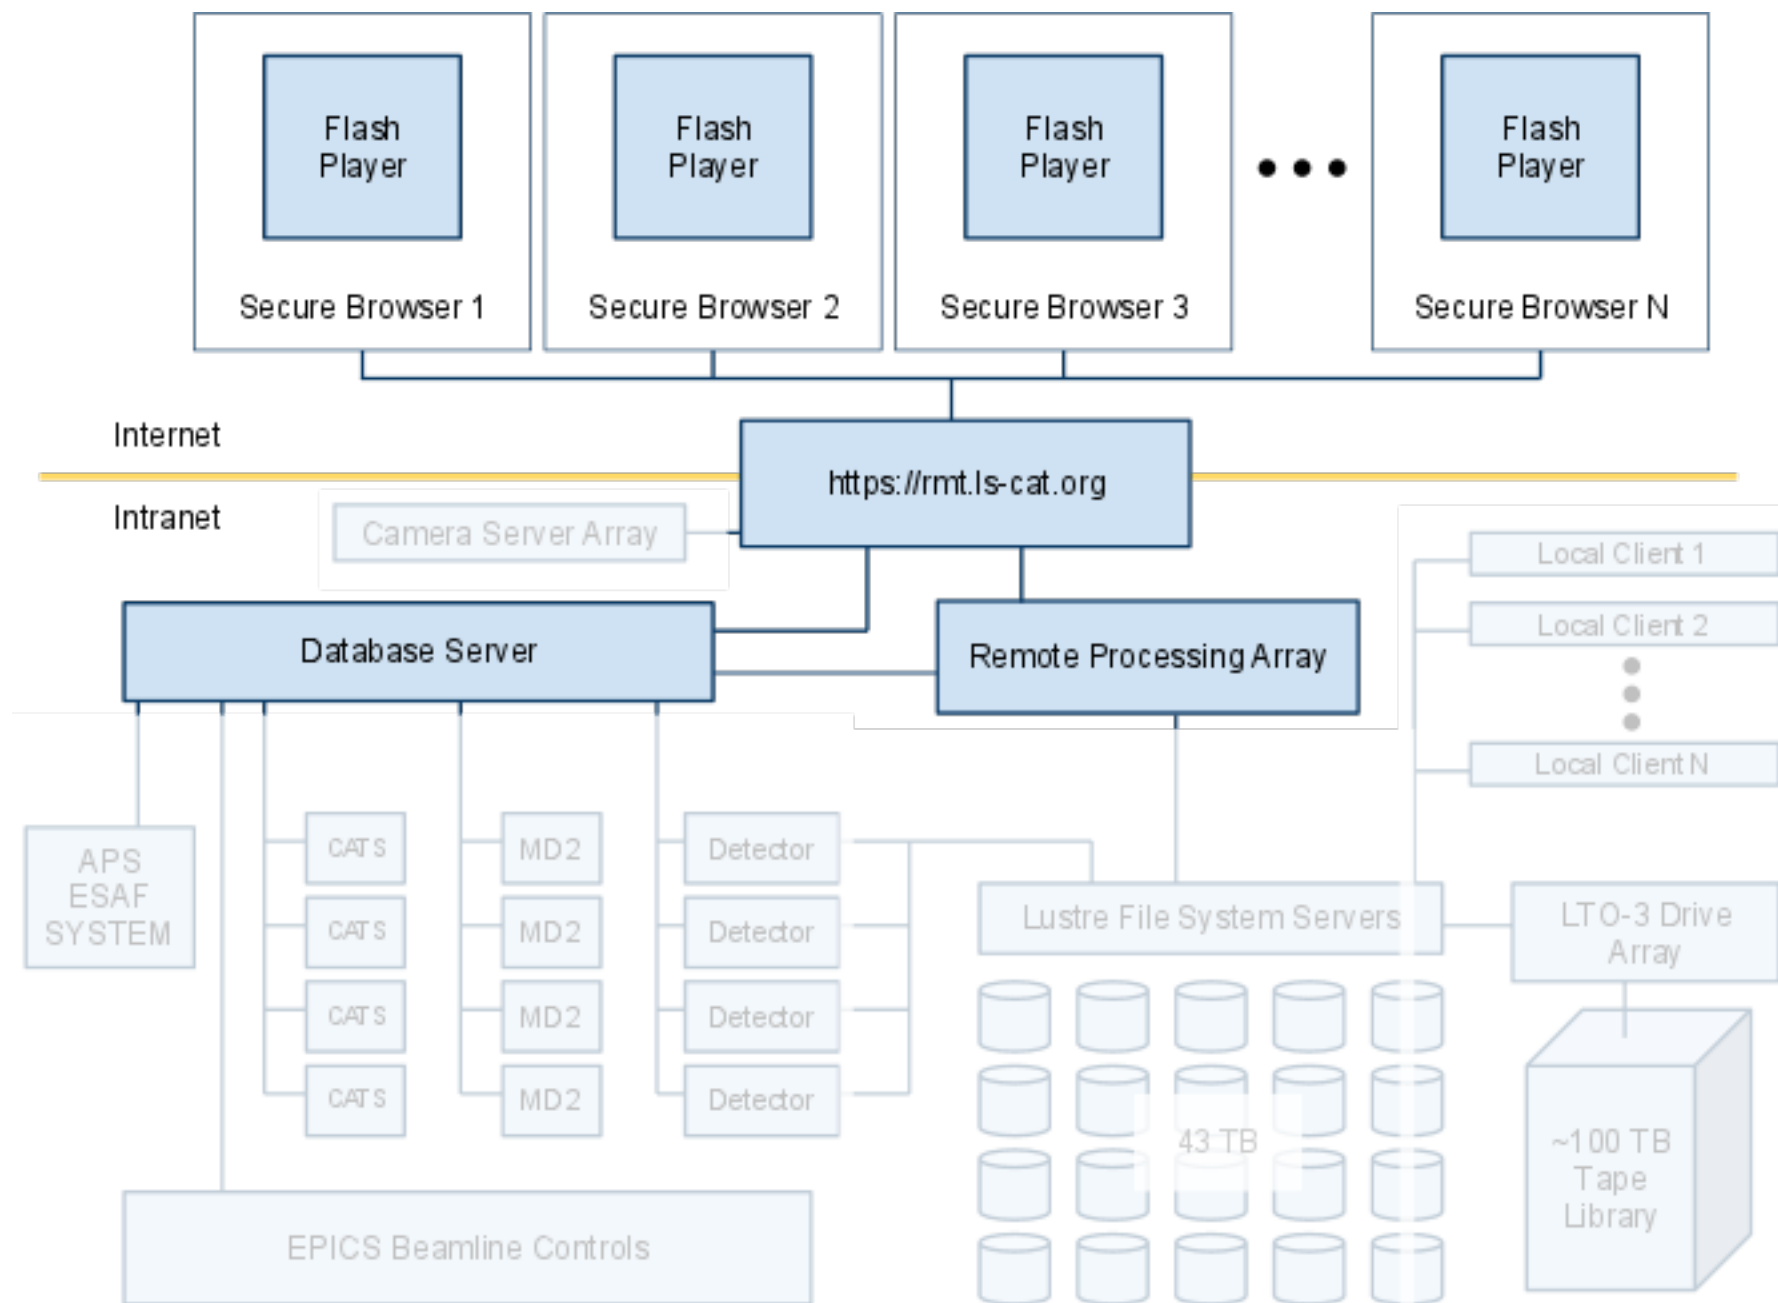 Flash
Player
Flash
Player
Flash
Player
Flash
Player
Secure Browser 1
Secure Browser 2
Secure Browser 3
Secure Browser N
Internet
https://rmt.ls-cat.org
Intranet
Camera Server Array
Local Client 1
Local Client 2
Database Server
Remote Processing Array
Local Client N
APS
ESAF
SYSTEM
CATS
MD2
Detector
CATS
MD2
Detector
CATS
MD2
Detector
CATS
MD2
Detector
Lustre File System Servers
LTO-3 Drive
Array
43 TB
~100 TB
Tape
Library
EPICS Beamline Controls